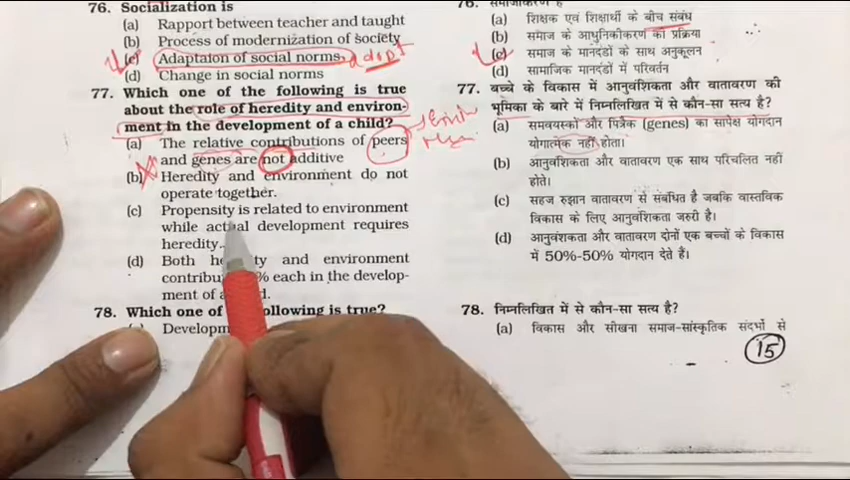 76. Socialization is
(a) Rapport between teacher and taught
(b) Process of modernization of society
(c) Adaptaion of social norms adopt
(d) Change in social norms
77. Which one of the following is true
about the role of heredity and environ-
ment in the development of a child?
(a) The relative contributions of peers
and genes are not additive
(b) Heredity and environment do not
operate together.
(c) Propensity is related to environment
while actual development requires
heredity.
(d) Both and environment
each in the develop-
ment of
78. Which one of following is true?
(a) शिक्षक एवं शिक्षार्थी के बीच संबंध
(b) समाज के आधुनिकीकरण की प्रक्रिया
(c) समाज के मानदंडों के साथ अनुकूलन
(d) सामाजिक मानदंडों में परिवर्तन
77. बच्चे के विकास में आनुवंशिकता और वातावरण की
भूमिका के बारे में निम्नलिखित में से कौन-सा सत्य है?
(a) समवयस्कों और पित्रैक (genes) का सापेक्ष योगदान
योगात्मक नहीं होता।
(b) आनुवंशिकता और वातावरण एक साथ परिचलित नहीं
होते।
(c) सहज रुझान वातावरण से संबंधित है जबकि वास्तविक
विकास के लिए आनुवंशिकता जरुरी है।
(d) आनुवंशकता और वातावरण दोनों एक बच्चों के विकास
में 50%-50% योगदान देते हैं।
78. निम्नलिखित में से कौन-सा सत्य है?
(a) विकास और सीखना समाज-सांस्कृतिक संदर्भों से
15